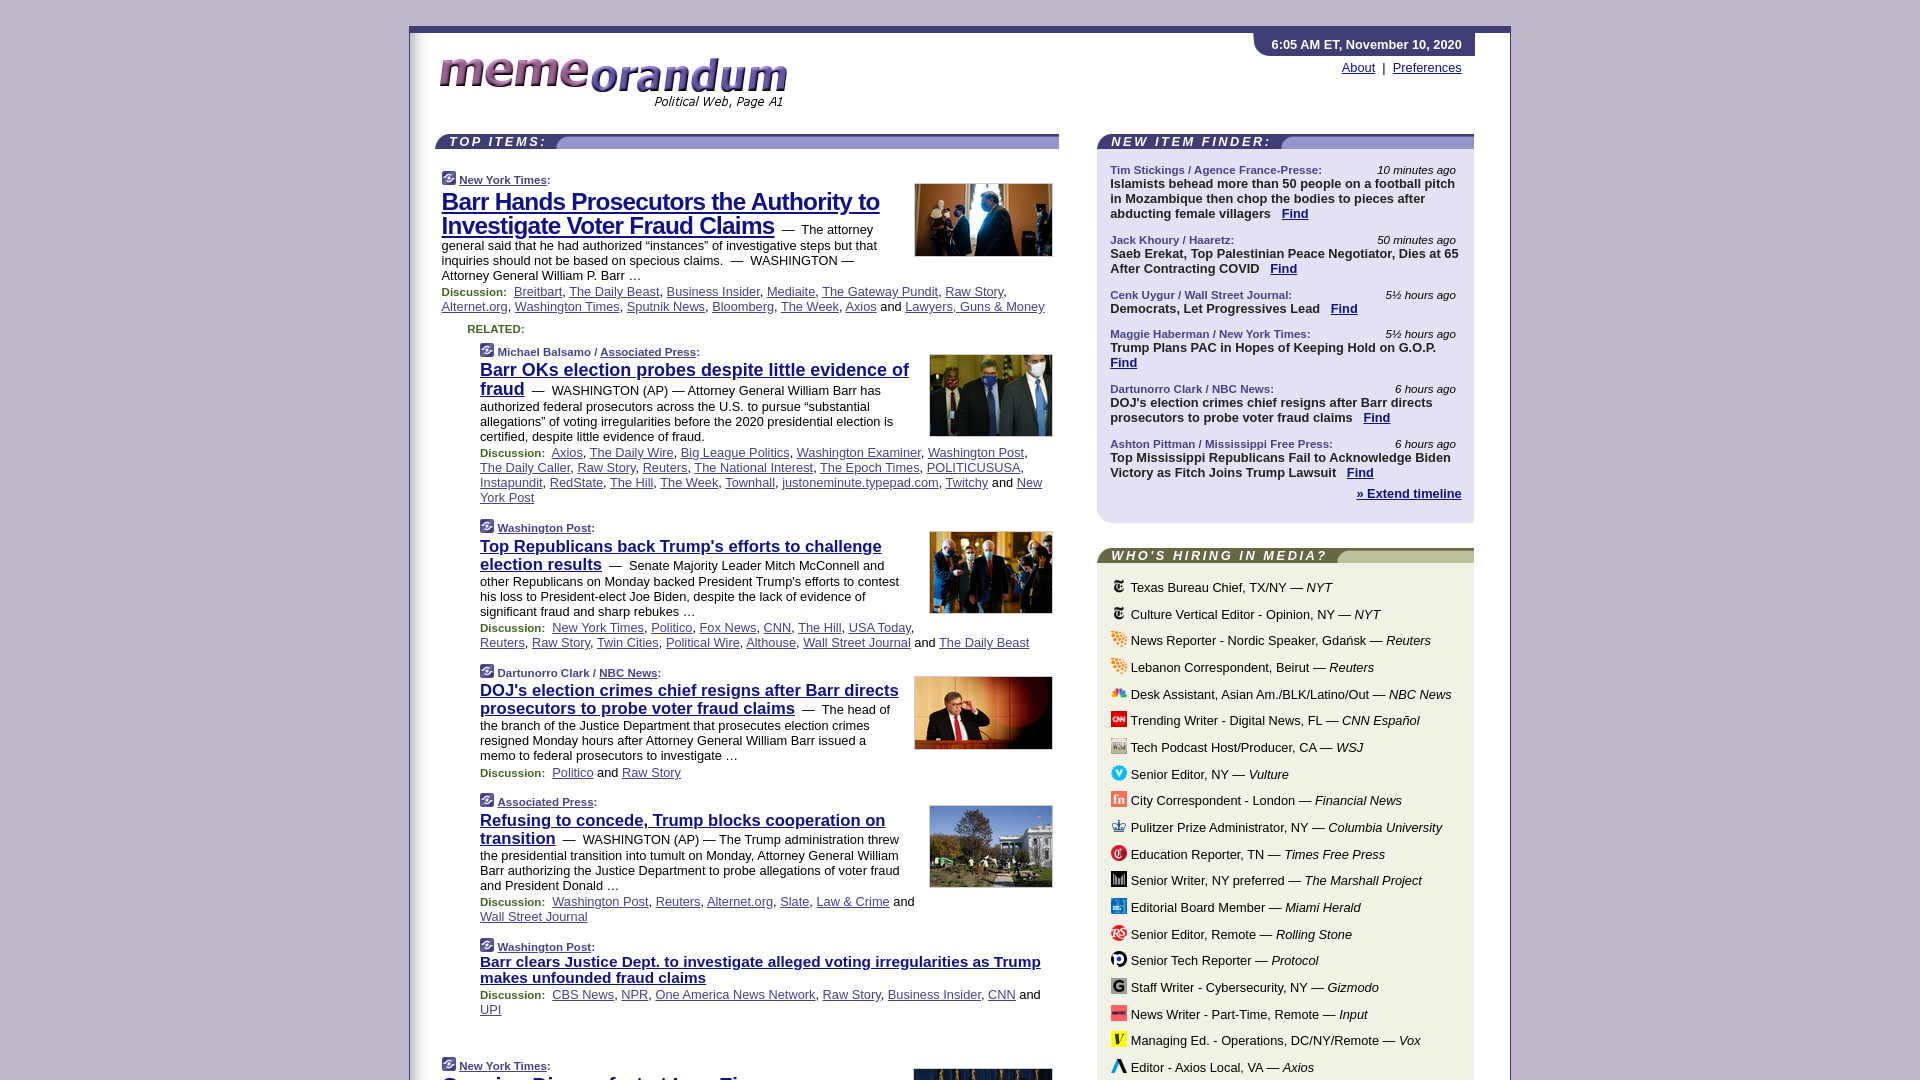 6:05 AM ET, November 10, 2020
About | Preferences
memeorandum
Political Web, Page A1
TOP ITEMS:
New York Times:
Barr Hands Prosecutors the Authority to
Investigate Voter Fraud Claims — The attorney
general said that he had authorized “instances” of investigative steps but that
inquiries should not be based on specious claims. — WASHINGTON —
Attorney General William P. Barr …
Discussion: Breitbart, The Daily Beast, Business Insider, Mediaite, The Gateway Pundit, Raw Story,
Alternet.org, Washington Times, Sputnik News, Bloomberg, The Week, Axios and Lawyers, Guns & Money
RELATED:
Michael Balsamo / Associated Press:
Barr OKs election probes despite little evidence of
fraud — WASHINGTON (AP) — Attorney General William Barr has
authorized federal prosecutors across the U.S. to pursue “substantial
allegations” of voting irregularities before the 2020 presidential election is
certified, despite little evidence of fraud.
Discussion: Axios, The Daily Wire, Big League Politics, Washington Examiner, Washington Post,
The Daily Caller, Raw Story, Reuters, The National Interest, The Epoch Times, POLITICUSUSA,
Instapundit, RedState, The Hill, The Week, Townhall, justoneminute.typepad.com, Twitchy and New
York Post
Washington Post:
Top Republicans back Trump's efforts to challenge
election results — Senate Majority Leader Mitch McConnell and
other Republicans on Monday backed President Trump's efforts to contest
his loss to President-elect Joe Biden, despite the lack of evidence of
significant fraud and sharp rebukes …
Discussion: New York Times, Politico, Fox News, CNN, The Hill, USA Today,
Reuters, Raw Story, Twin Cities, Political Wire, Althouse, Wall Street Journal and The Daily Beast
Dartunorro Clark / NBC News:
DOJ's election crimes chief resigns after Barr directs
prosecutors to probe voter fraud claims — The head of
the branch of the Justice Department that prosecutes election crimes
resigned Monday hours after Attorney General William Barr issued a
memo to federal prosecutors to investigate …
Discussion: Politico and Raw Story
Associated Press:
Refusing to concede, Trump blocks cooperation on
transition — WASHINGTON (AP) — The Trump administration threw
the presidential transition into tumult on Monday, Attorney General William
Barr authorizing the Justice Department to probe allegations of voter fraud
and President Donald …
Discussion: Washington Post, Reuters, Alternet.org, Slate, Law & Crime and
Wall Street Journal
Washington Post:
Barr clears Justice Dept. to investigate alleged voting irregularities as Trump
makes unfounded fraud claims
Discussion: CBS News, NPR, One America News Network, Raw Story, Business Insider, CNN and
UPI
New York Times:
NEW ITEM FINDER:
Tim Stickings / Agence France-Presse: 10 minutes ago
Islamists behead more than 50 people on a football pitch
in Mozambique then chop the bodies to pieces after
abducting female villagers Find
Jack Khoury / Haaretz: 50 minutes ago
Saeb Erekat, Top Palestinian Peace Negotiator, Dies at 65
After Contracting COVID Find
Cenk Uygur / Wall Street Journal: 5½ hours ago
Democrats, Let Progressives Lead Find
Maggie Haberman / New York Times: 5½ hours ago
Trump Plans PAC in Hopes of Keeping Hold on G.O.P.
Find
Dartunorro Clark / NBC News: 6 hours ago
DOJ's election crimes chief resigns after Barr directs
prosecutors to probe voter fraud claims Find
Ashton Pittman / Mississippi Free Press: 6 hours ago
Top Mississippi Republicans Fail to Acknowledge Biden
Victory as Fitch Joins Trump Lawsuit Find
» Extend timeline
WHO'S HIRING IN MEDIA?
Texas Bureau Chief, TX/NY — NYT
Culture Vertical Editor - Opinion, NY — NYT
News Reporter - Nordic Speaker, Gdańsk — Reuters
Lebanon Correspondent, Beirut — Reuters
Desk Assistant, Asian Am./BLK/Latino/Out — NBC News
Trending Writer - Digital News, FL — CNN Español
Tech Podcast Host/Producer, CA — WSJ
Senior Editor, NY — Vulture
City Correspondent - London — Financial News
Pulitzer Prize Administrator, NY — Columbia University
Education Reporter, TN — Times Free Press
Senior Writer, NY preferred — The Marshall Project
Editorial Board Member — Miami Herald
Senior Editor, Remote — Rolling Stone
Senior Tech Reporter — Protocol
Staff Writer - Cybersecurity, NY — Gizmodo
News Writer - Part-Time, Remote — Input
Managing Ed. - Operations, DC/NY/Remote — Vox
Editor - Axios Local, VA — Axios